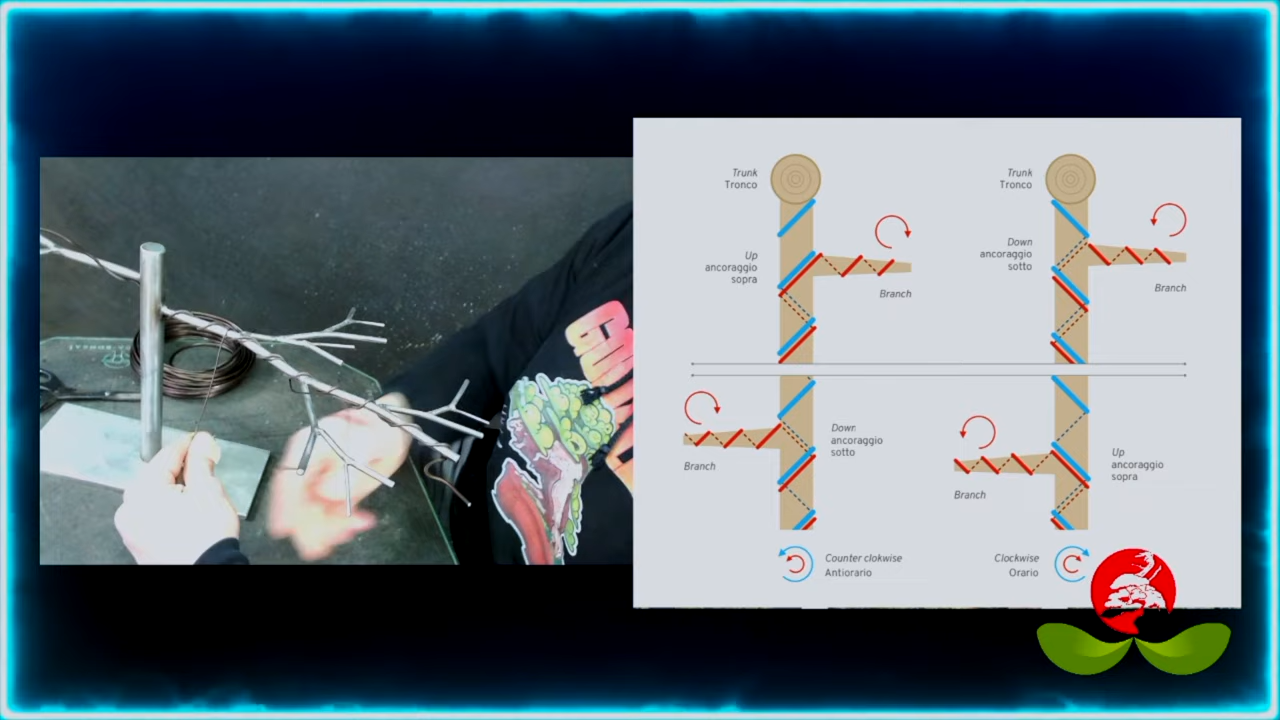 Trunk
Tronco
Up
ancoraggio
sopra
Branch
Trunk
Tronco
Down
ancoraggio
sotto
Branch
Branch
Down
ancoraggio
sotto
Branch
Up
ancoraggio
sopra
Counter clokwise
Antiorario
Clockwise
Orario